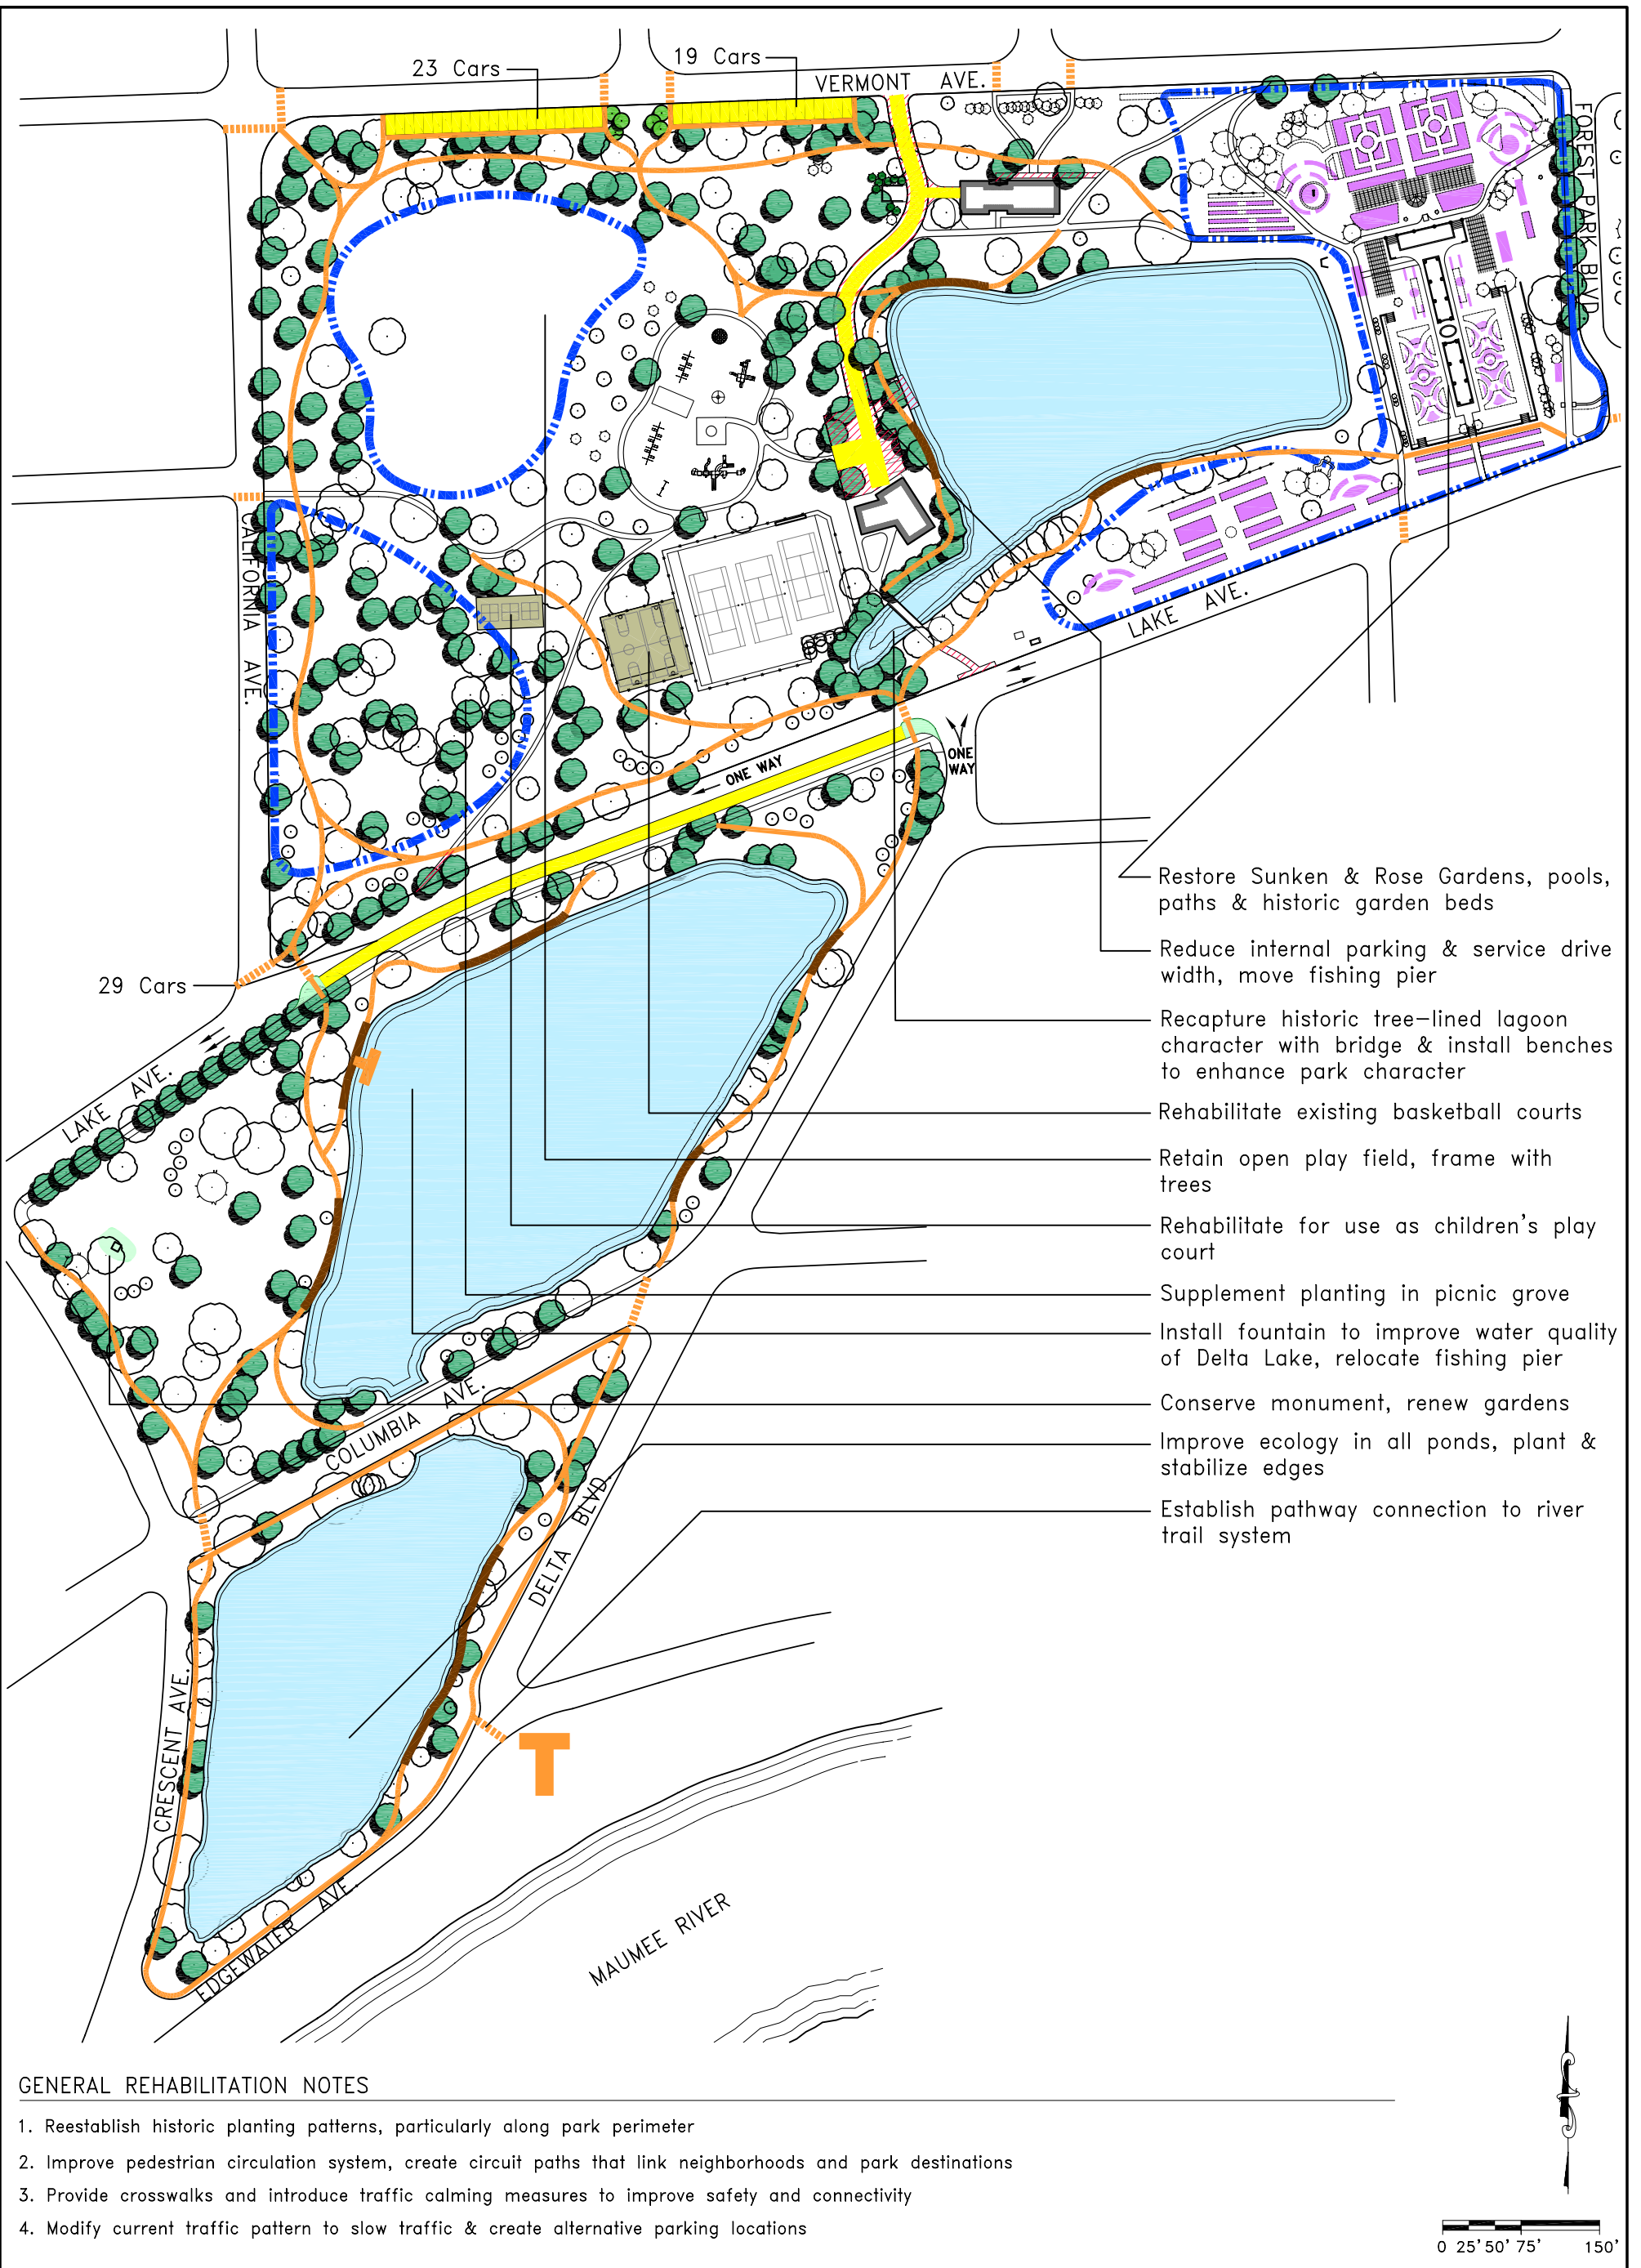 23 Cars
19 Cars
VERMONT AVE.
FOREST PARK BLVD.
CALIFORNIA AVE.
LAKE AVE.
ONE WAY
ONE
WAY
29 Cars
LAKE AVE.
Restore Sunken & Rose Gardens, pools,
paths & historic garden beds
Reduce internal parking & service drive
width, move fishing pier
Recapture historic tree-lined lagoon
character with bridge & install benches
to enhance park character
Rehabilitate existing basketball courts
Retain open play field, frame with
trees
Rehabilitate for use as children's play
court
Supplement planting in picnic grove
Install fountain to improve water quality
of Delta Lake, relocate fishing pier
Conserve monument, renew gardens
Improve ecology in all ponds, plant &
stabilize edges
Establish pathway connection to river
trail system
COLUMBIA AVE.
DELTA BLVD.
CRESCENT AVE.
EDGEWATER AVE.
MAUMEE RIVER
GENERAL REHABILITATION NOTES
1. Reestablish historic planting patterns, particularly along park perimeter
2. Improve pedestrian circulation system, create circuit paths that link neighborhoods and park destinations
3. Provide crosswalks and introduce traffic calming measures to improve safety and connectivity
4. Modify current traffic pattern to slow traffic & create alternative parking locations
0 25' 50' 75' 150'